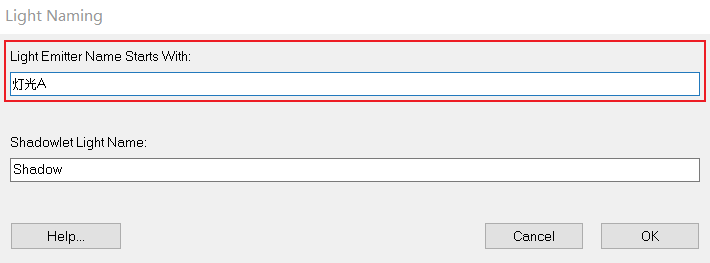 Light Naming
Light Emitter Name Starts With:
灯光A
Shadowlet Light Name:
Shadow
Help...
Cancel
OK